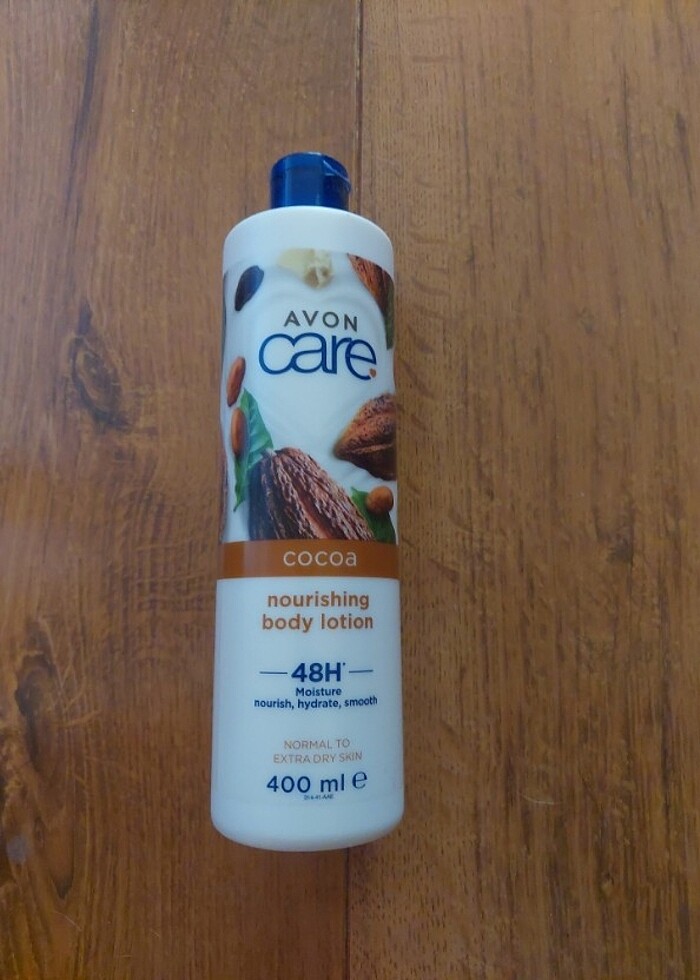 AVON
care
cocoa
nourishing
body lotion
48H*
Moisture
nourish, hydrate, smooth
NORMAL TO
EXTRA DRY SKIN
400 ml e